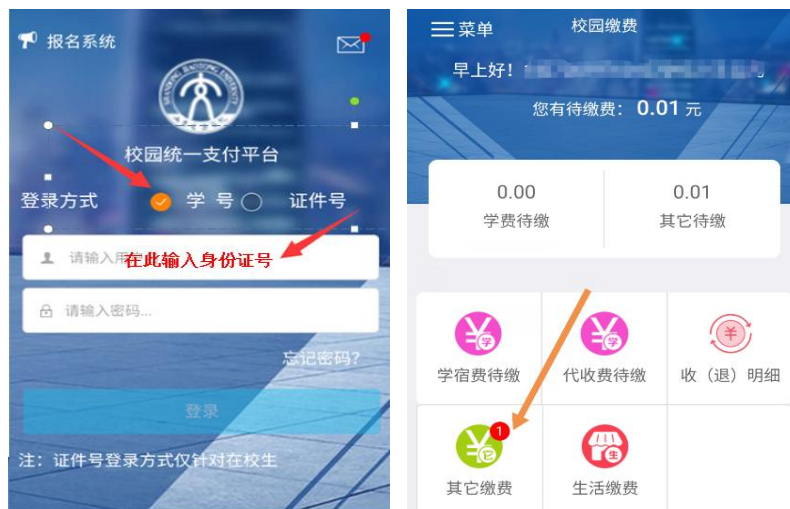 报名系统
校园统一支付平台
登录方式 学 号 证件号
请输入用
在此输入身份证号
请输入密码...
忘记密码?
登录
注：证件号登录方式仅针对在校生
菜单 校园缴费
早上好！
您有待缴费： 0.01 元
0.00 0.01
学费待缴 其它待缴
¥学 ¥学 ¥
学宿费待缴 代收费待缴 收（退）明细
¥它 1 生
其它缴费 生活缴费